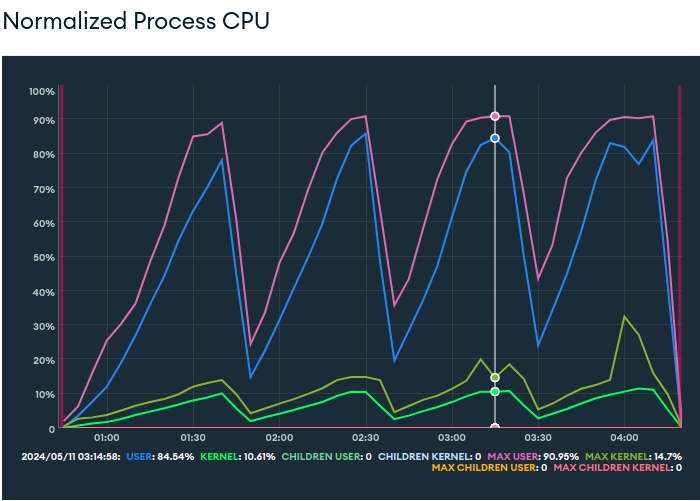 Normalized Process CPU
100%
90%
80%
70%
60%
50%
40%
30%
20%
10%
0
01:00 01:30 02:00 02:30 03:00 03:30 04:00
2024/05/11 03:14:58: USER: 84.54% KERNEL: 10.61% CHILDREN USER: 0 CHILDREN KERNEL: 0 MAX USER: 90.95% MAX KERNEL: 14.7%
MAX CHILDREN USER: 0 MAX CHILDREN KERNEL: 0